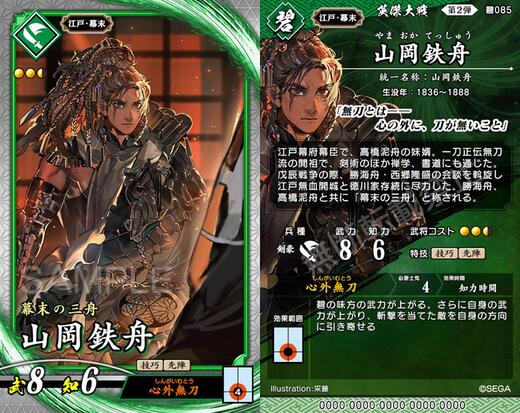 江戸・幕末
SAMPLE
幕末の三舟
山岡鉄舟
技巧 先陣
武8 知6
しんがいむとう
心外無刀
4
碧
江戸・幕末
英傑大戦
第2弾
碧085
やまおかてっしゅう
山岡鉄舟
統一名称:山岡鉄舟
生没年:1836~1888
「無刀とは──
心の外に、刀が無いこと」
江戸幕府幕臣で、高橋泥舟の妹婿。一刀正伝無刀
流の開祖で、剣術のほか禅学、書道にも通じた。
戊辰戦争の際、勝海舟・西郷隆盛の会談を斡旋し
江戸無血開城と徳川家存続に尽力した。勝海舟、
高橋泥舟と共に「幕末の三舟」と称される。
兵種 武力 知力 武将コスト
剣豪 8 6 特技 技巧 先陣
しんがいむとう 必要士気 効果時間
心外無刀 4 知力時間
効果範囲
碧の味方の武力が上がる。さらに自身の武
力が上がり、斬撃を当てた敵を自身の方向
に引き寄せる
Illustration:采藤
©SEGA
0000 0000 0000 0000 0000